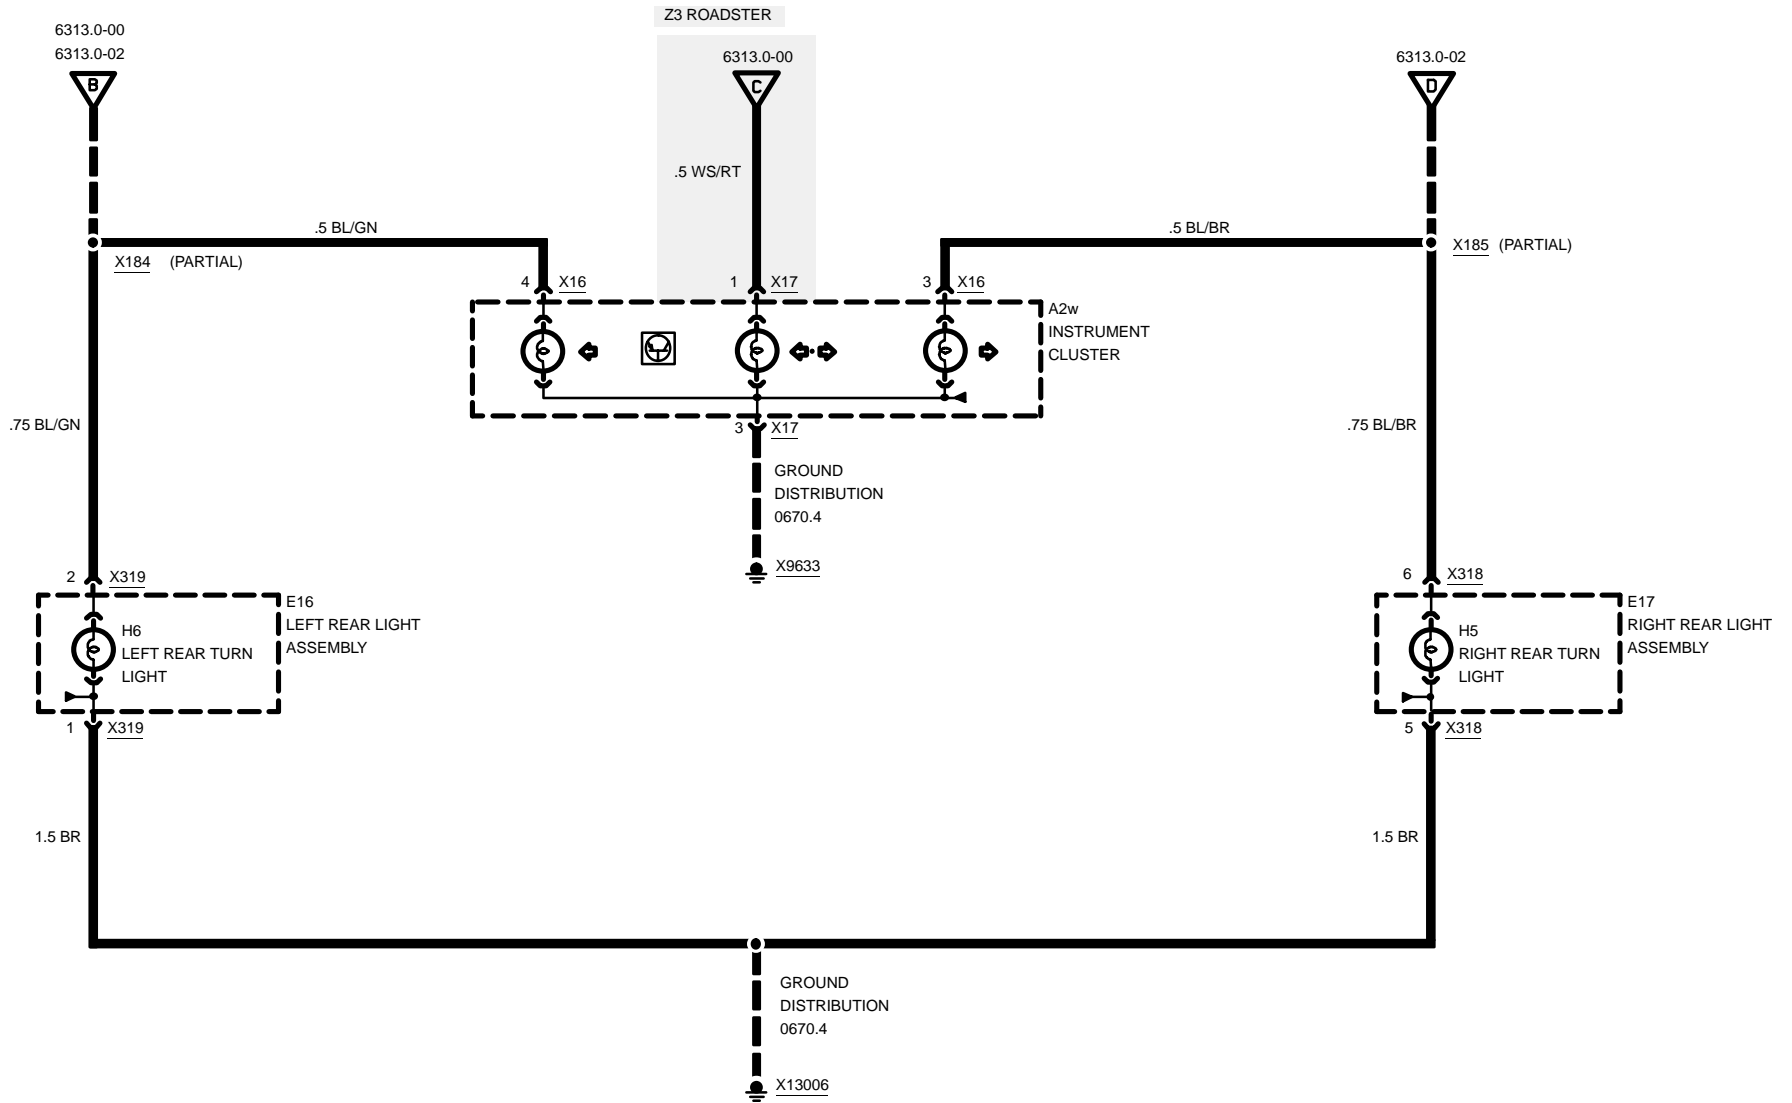 Z3 ROADSTER
6313.0-00
6313.0-02
B
6313.0-00
C
6313.0-02
D
.5 WS/RT
.5 BL/GN
.5 BL/BR
X184 (PARTIAL)
X185 (PARTIAL)
4 X16
1 X17
3 X16
A2w
INSTRUMENT
CLUSTER
.75 BL/GN
.75 BL/BR
3 X17
GROUND
DISTRIBUTION
0670.4
X9633
2 X319
6 X318
E16
LEFT REAR LIGHT
ASSEMBLY
H6
LEFT REAR TURN
LIGHT
E17
RIGHT REAR LIGHT
ASSEMBLY
H5
RIGHT REAR TURN
LIGHT
1 X319
5 X318
1.5 BR
1.5 BR
GROUND
DISTRIBUTION
0670.4
X13006